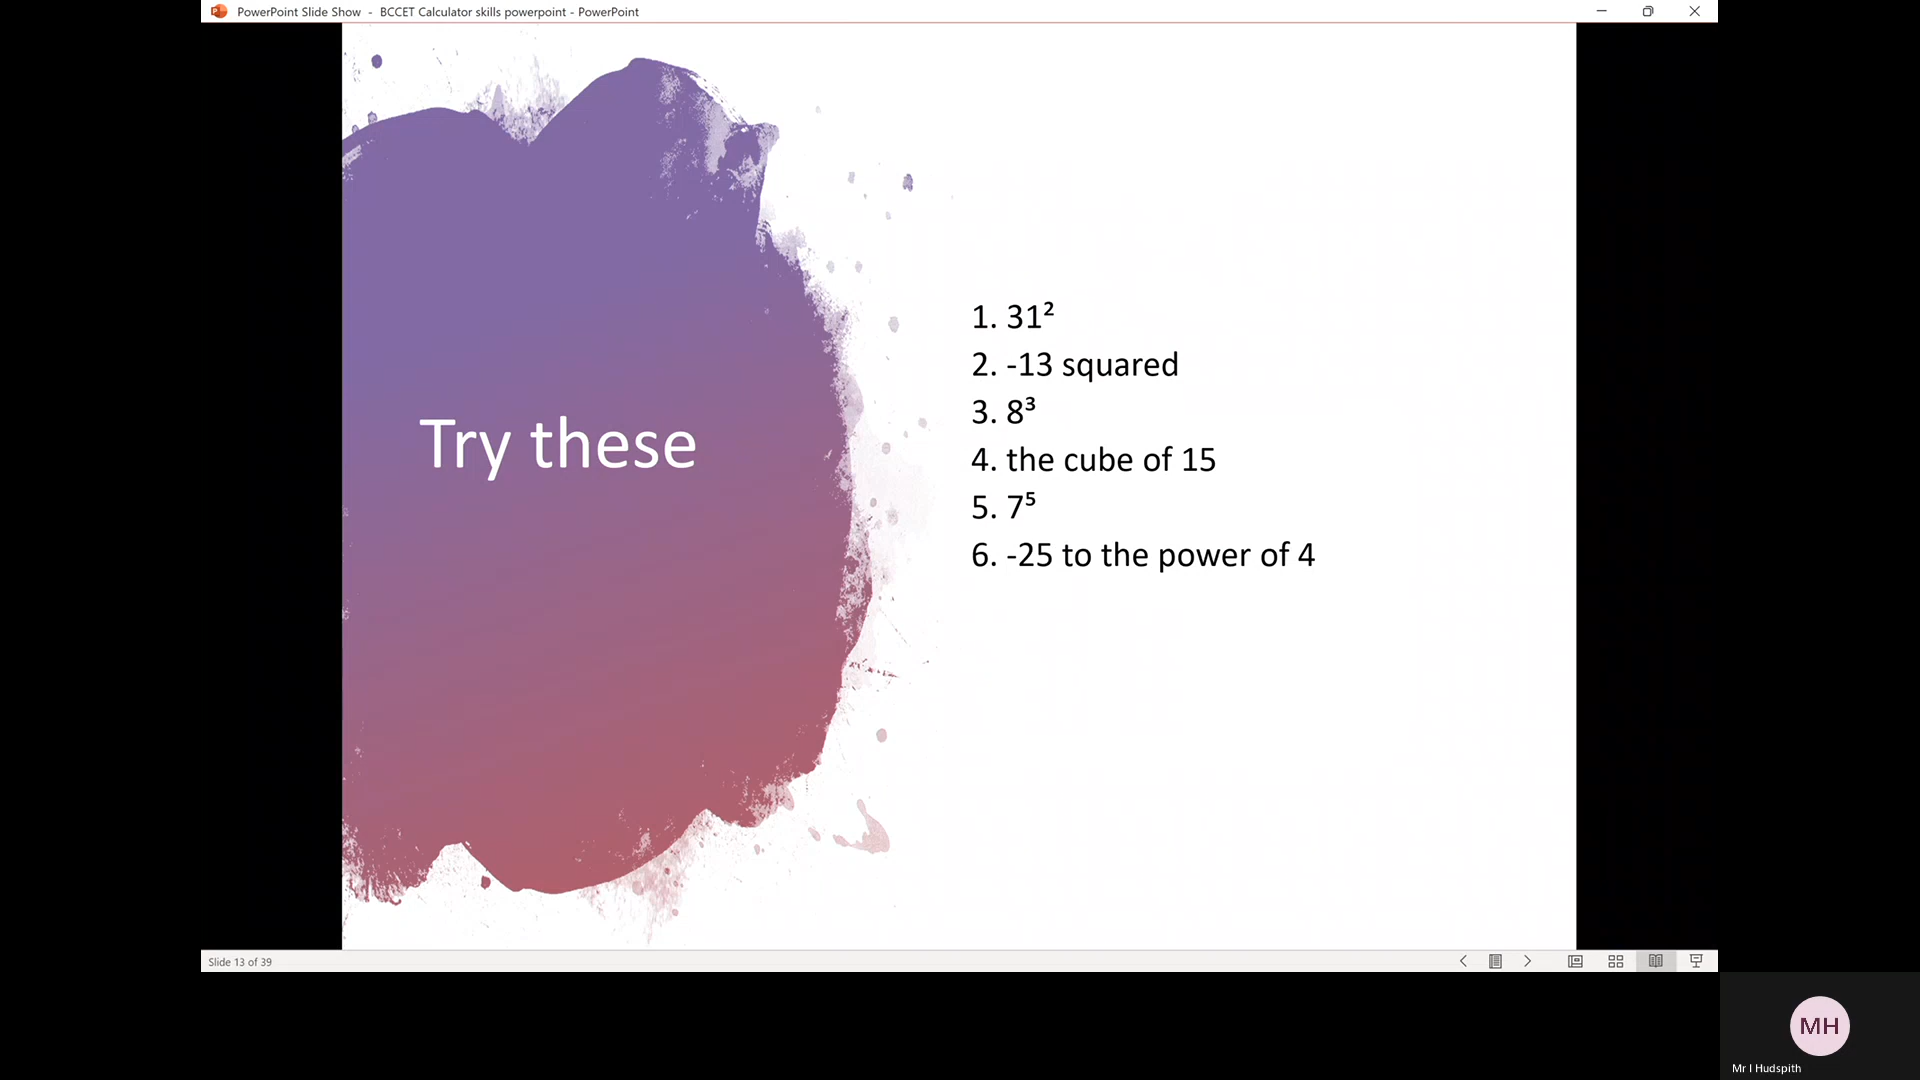 PowerPoint Slide Show - BCCET Calculator skills powerpoint - PowerPoint
Try these
1. 31²
2. -13 squared
3. 8³
4. the cube of 15
5. 7⁵
6. -25 to the power of 4
Slide 13 of 39
MH
Mr I Hudspith